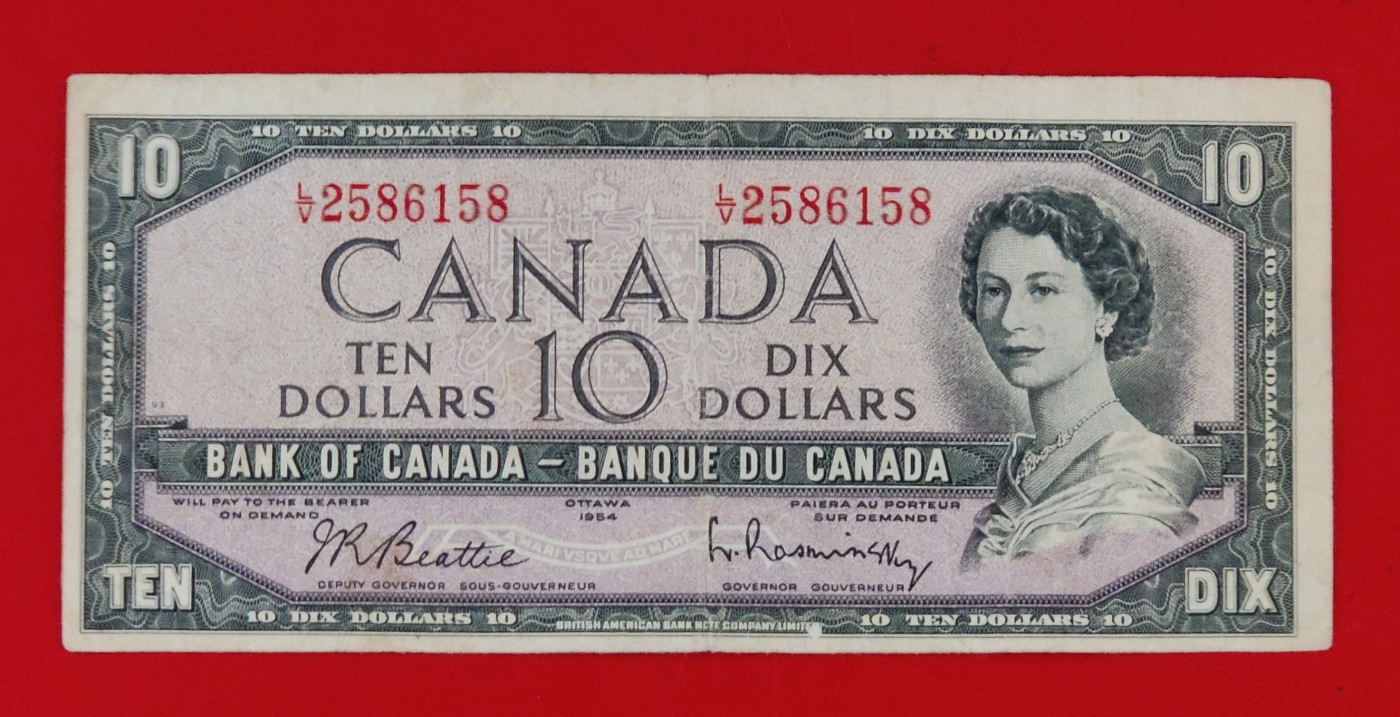 10 TEN DOLLARS 10
10 DIX DOLLARS 10
10
10
L/V 2586158
L/V 2586158
CANADA
TEN
DOLLARS
10
DIX
DOLLARS
10 TEN DOLLARS 10
10 DIX DOLLARS 10
BANK OF CANADA – BANQUE DU CANADA
WILL PAY TO THE BEARER
ON DEMAND
OTTAWA
1954
PAIERA AU PORTEUR
SUR DEMANDE
A MARI VSQVE AD MARE
JR Beattie
L. Rasminsky
DEPUTY GOVERNOR SOUS-GOUVERNEUR
GOVERNOR GOUVERNEUR
TEN
DIX
10 DIX DOLLARS 10
BRITISH AMERICAN BANK NOTE COMPANY, LIMITED
10 TEN DOLLARS 10